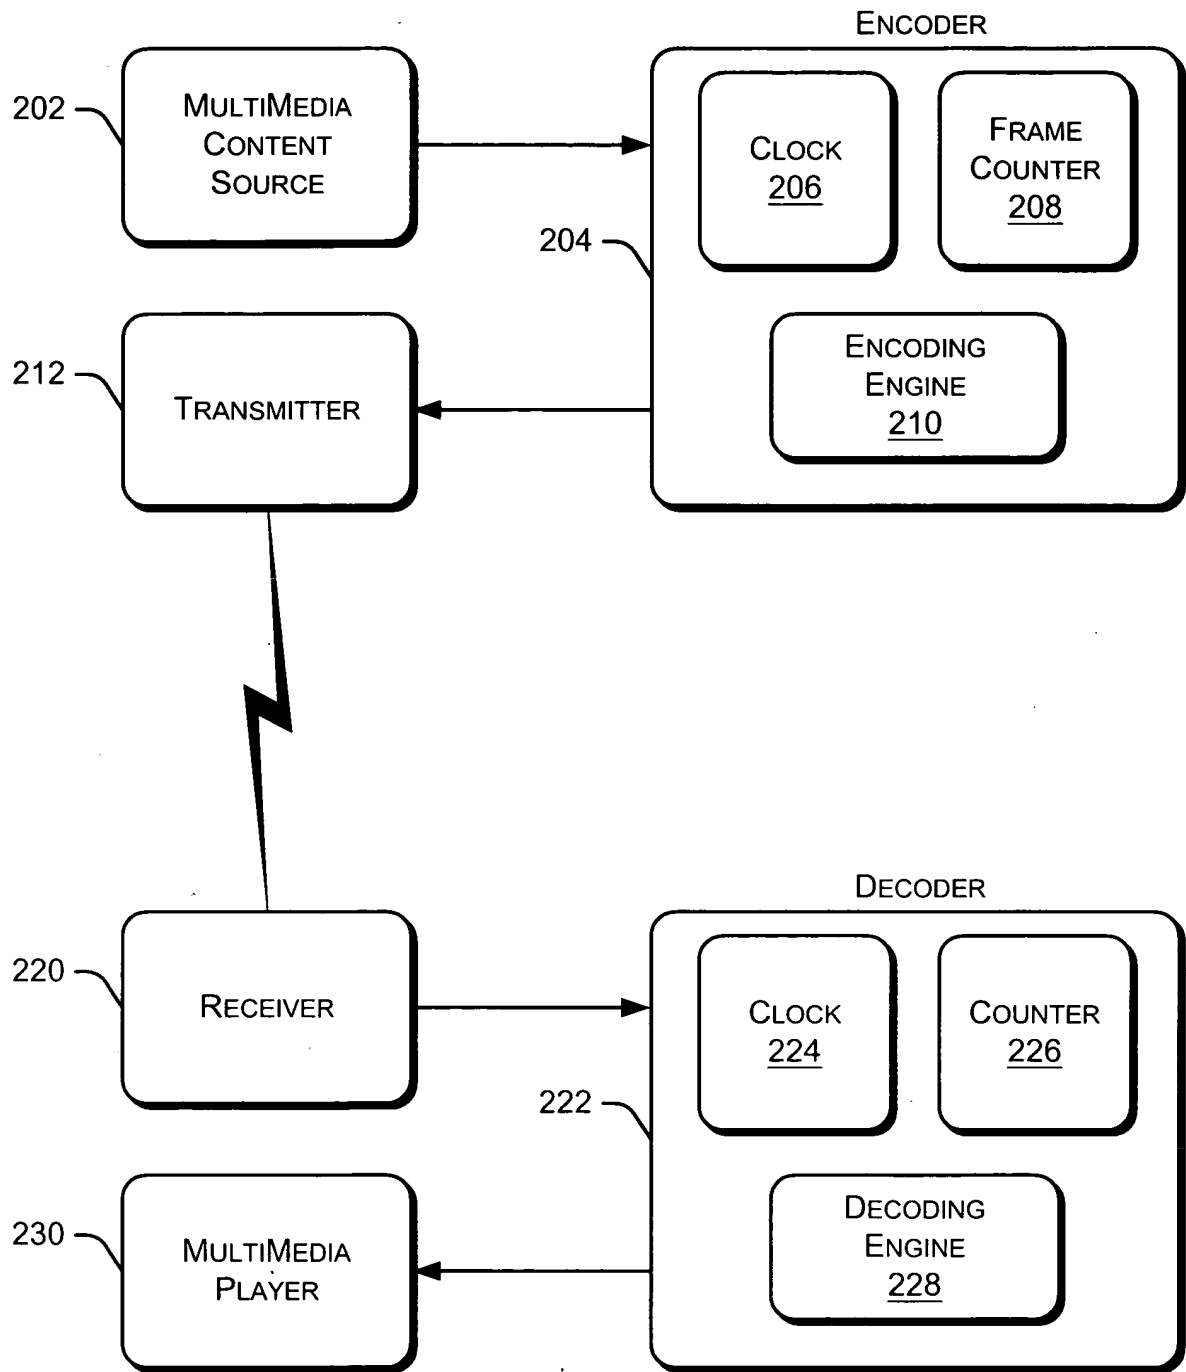 ENCODER
202
MULTIMEDIA
CONTENT
SOURCE
CLOCK
206
FRAME
COUNTER
208
204
212
TRANSMITTER
ENCODING
ENGINE
210
DECODER
220
RECEIVER
CLOCK
224
COUNTER
226
222
230
MULTIMEDIA
PLAYER
DECODING
ENGINE
228